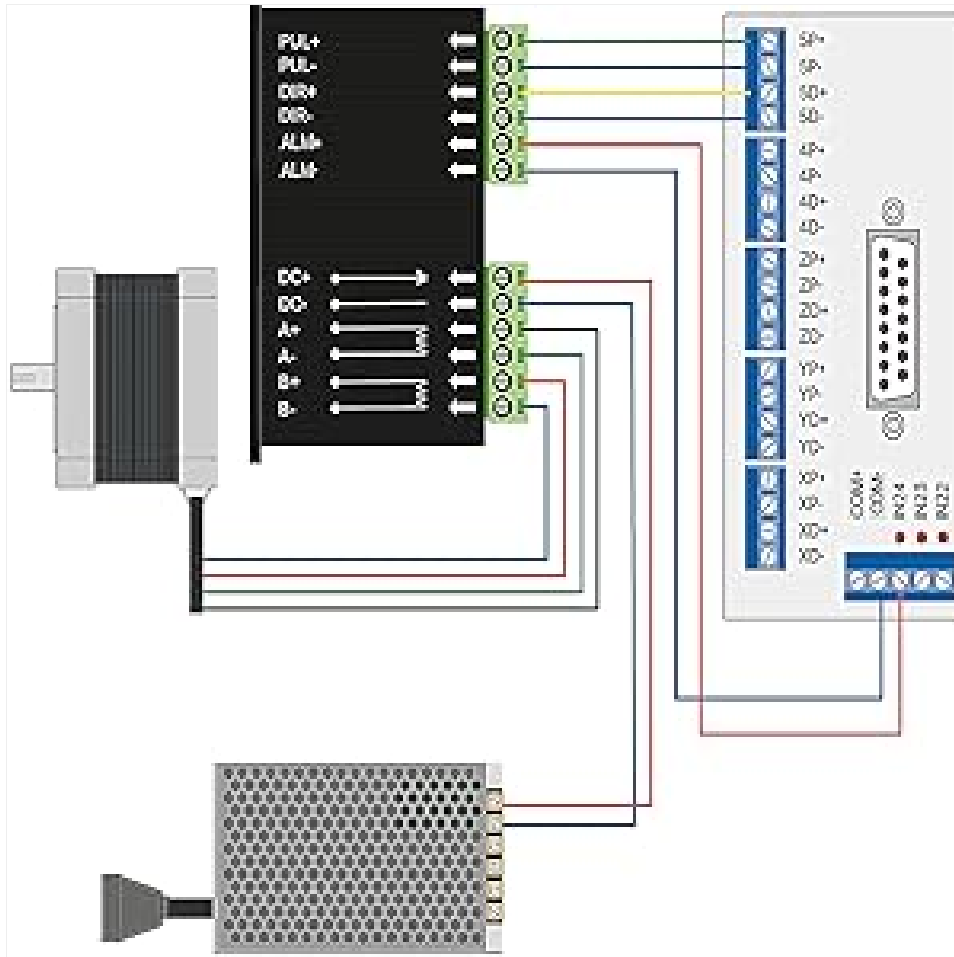 PUL+
PUL-
DIR+
DIR-
ALM+
ALM-
DC+
DC-
A+
A-
B+
B-
5P+
5P-
5D+
5D-
4P+
4P-
4D+
4D-
ZP+
ZP-
ZD+
ZD-
YP+
YP-
YD+
YD-
XP+
XP-
XD+
XD-
COM+
COM-
IN24
IN23
IN22